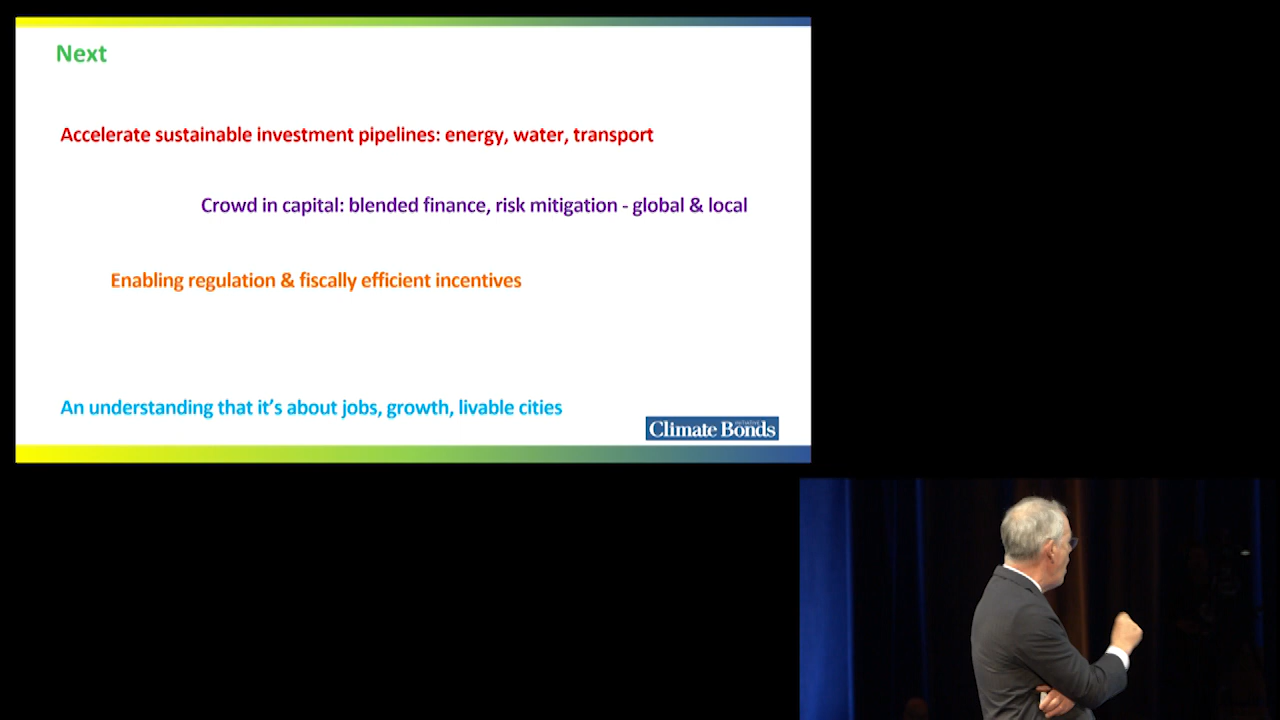 Next
Accelerate sustainable investment pipelines: energy, water, transport
Crowd in capital: blended finance, risk mitigation - global & local
Enabling regulation & fiscally efficient incentives
An understanding that it's about jobs, growth, livable cities
Climate Bonds